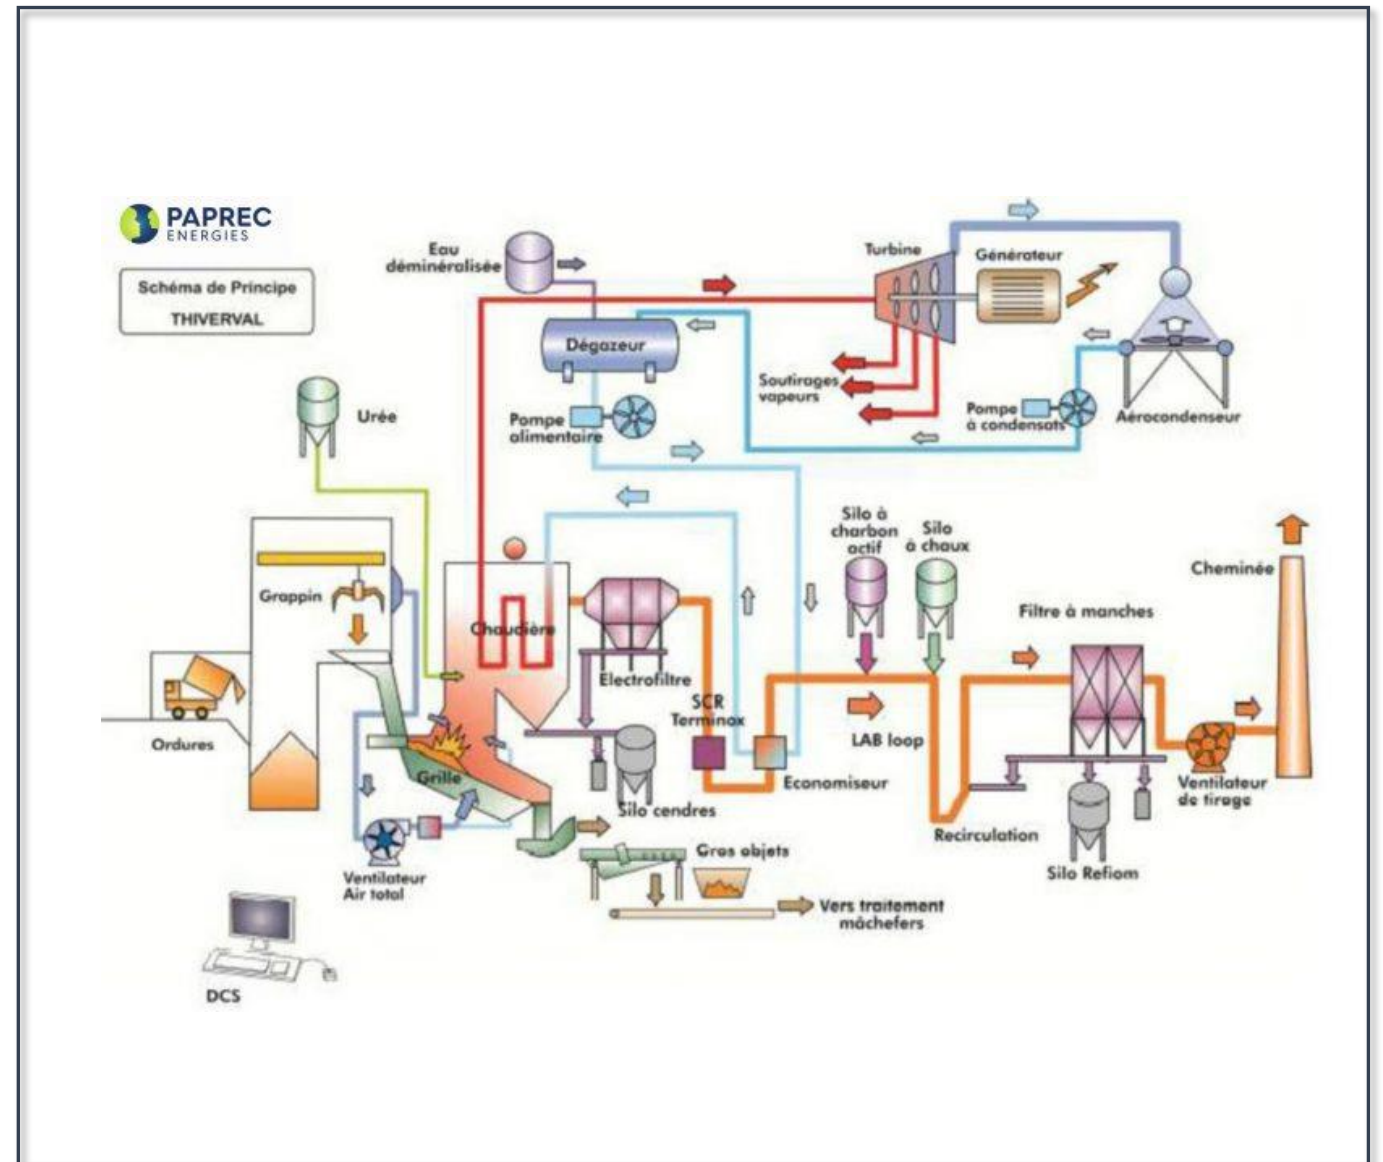 PAPREC
ENERGIES
Schéma de Principe
THIVERVAL
Eau
déminéralisée
Turbine
Générateur
Dégazeur
Soutirages
vapeurs
Pompe
alimentaire
Pompe
à condensats
Aérocondenseur
Urée
Silo à
charbon
actif
Silo
à chaux
Cheminée
Grappin
Filtre à manches
Chaudière
Electrofiltre
SCR
Terminox
LAB loop
Ordures
Grille
Economiseur
Ventilateur
de tirage
Silo cendres
Recirculation
Silo Refiom
Gros objets
Ventilateur
Air total
Vers traitement
mâchefers
DCS